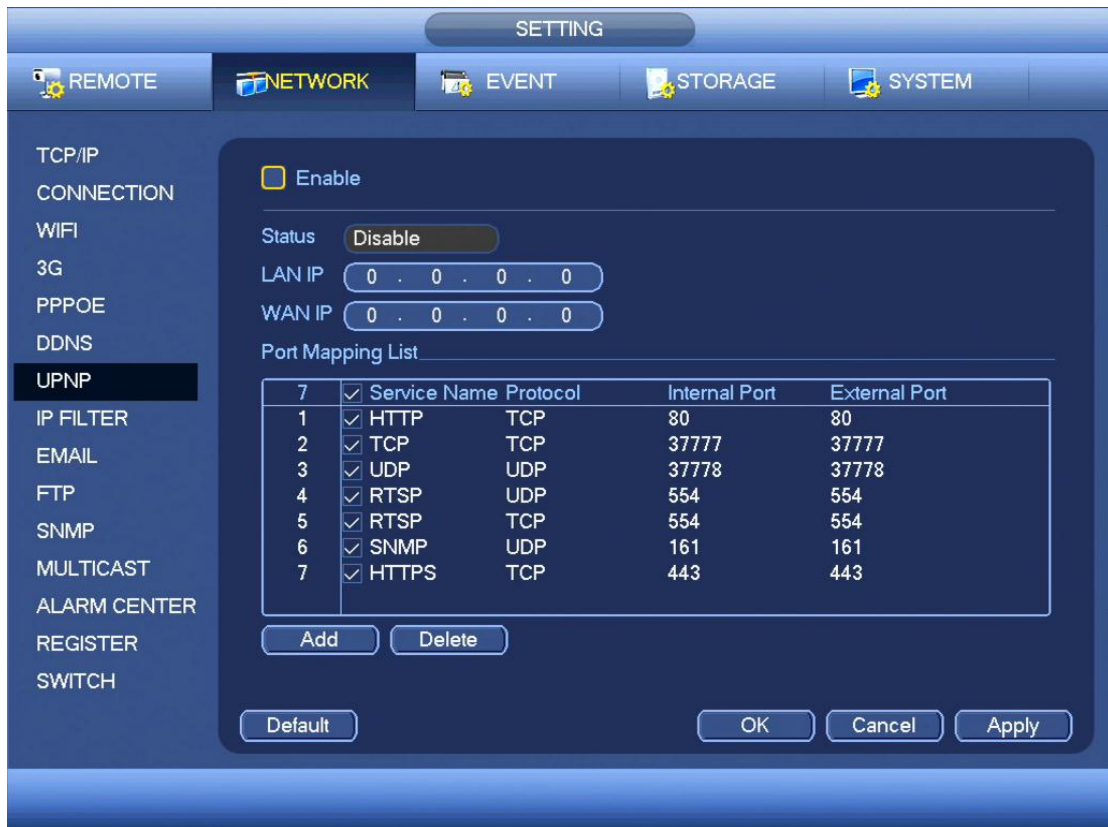 SETTING
REMOTE NETWORK EVENT STORAGE SYSTEM
TCP/IP
CONNECTION
WIFI
3G
PPPOE
DDNS
UPNP
IP FILTER
EMAIL
FTP
SNMP
MULTICAST
ALARM CENTER
REGISTER
SWITCH
Enable
Status Disable
LAN IP 0 . 0 . 0 . 0
WAN IP 0 . 0 . 0 . 0
Port Mapping List
7 Service Name Protocol Internal Port External Port
1 HTTP TCP 80 80
2 TCP TCP 37777 37777
3 UDP UDP 37778 37778
4 RTSP UDP 554 554
5 RTSP TCP 554 554
6 SNMP UDP 161 161
7 HTTPS TCP 443 443
Add Delete
Default OK Cancel Apply